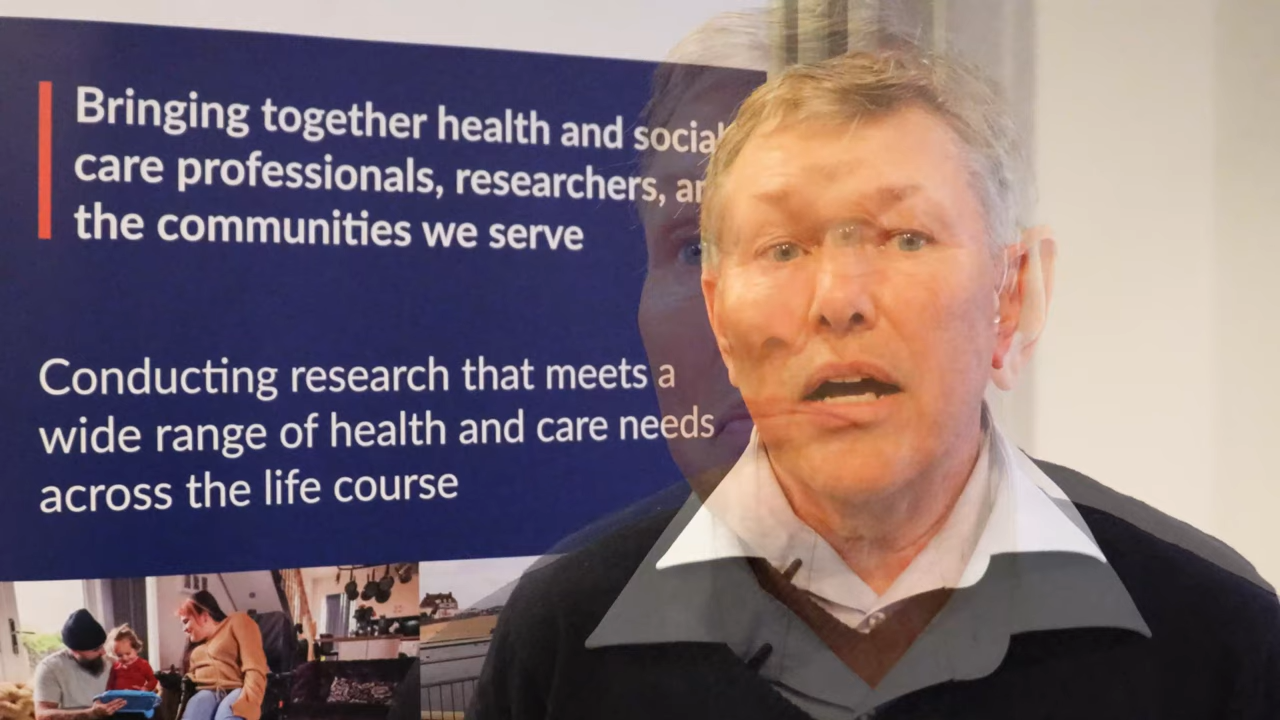 Bringing together health and social
care professionals, researchers,
the communities we serve
Conducting research that meets a
wide range of health and care needs
across the life course